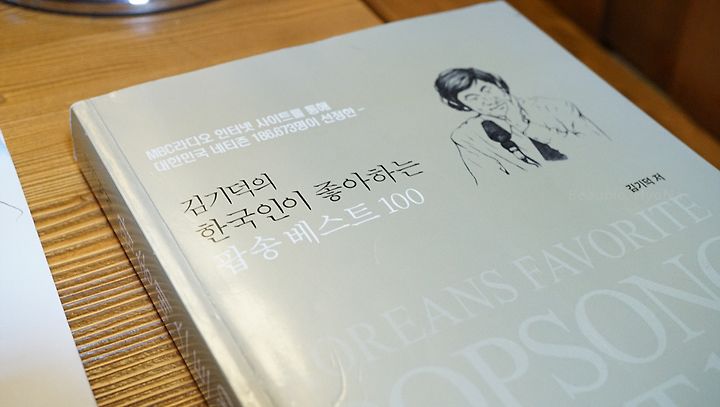 MBC라디오 인터넷 사이트를 통해
대한민국 네티즌 186,673명이 선정한 –
김기덕의
한국인이 좋아하는
팝송 베스트 100
김기덕 저
KOREANS FAVORITE
POPSONG